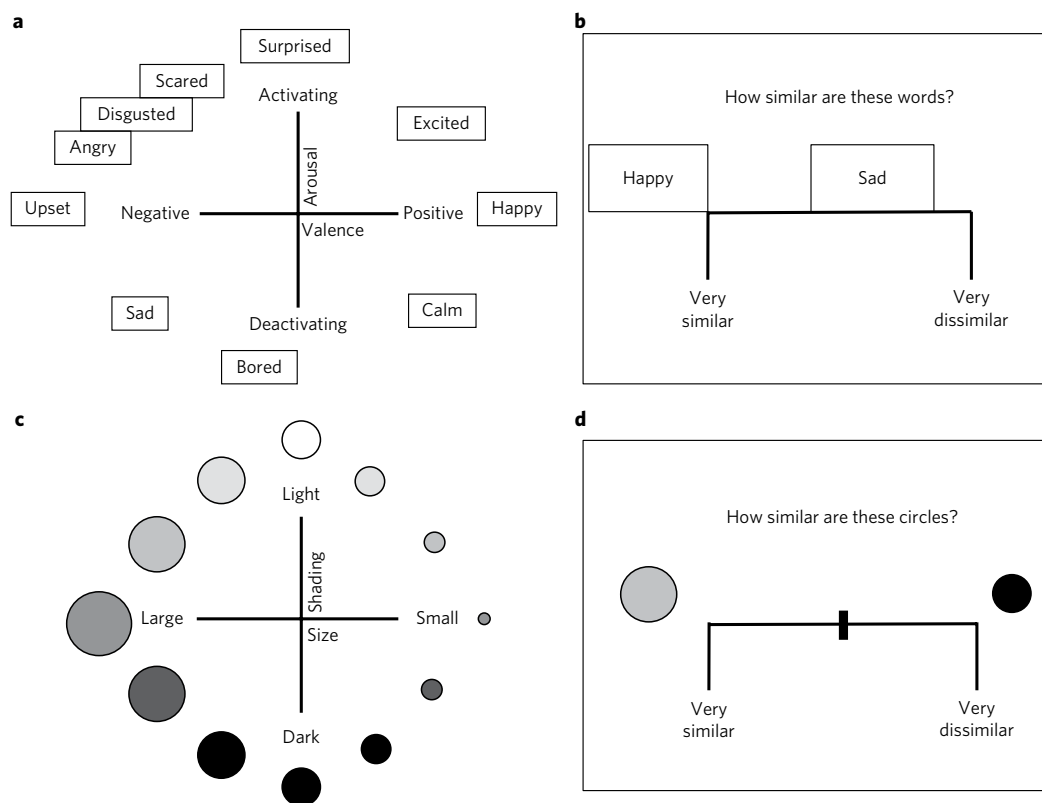 a
Surprised
Scared
Activating
Disgusted
Excited
Angry
Arousal
Upset
Negative
Positive
Happy
Valence
Sad
Calm
Deactivating
Bored
b
How similar are these words?
Happy
Sad
Very
similar
Very
dissimilar
c
Light
Shading
Large
Small
Size
Dark
d
How similar are these circles?
Very
similar
Very
dissimilar